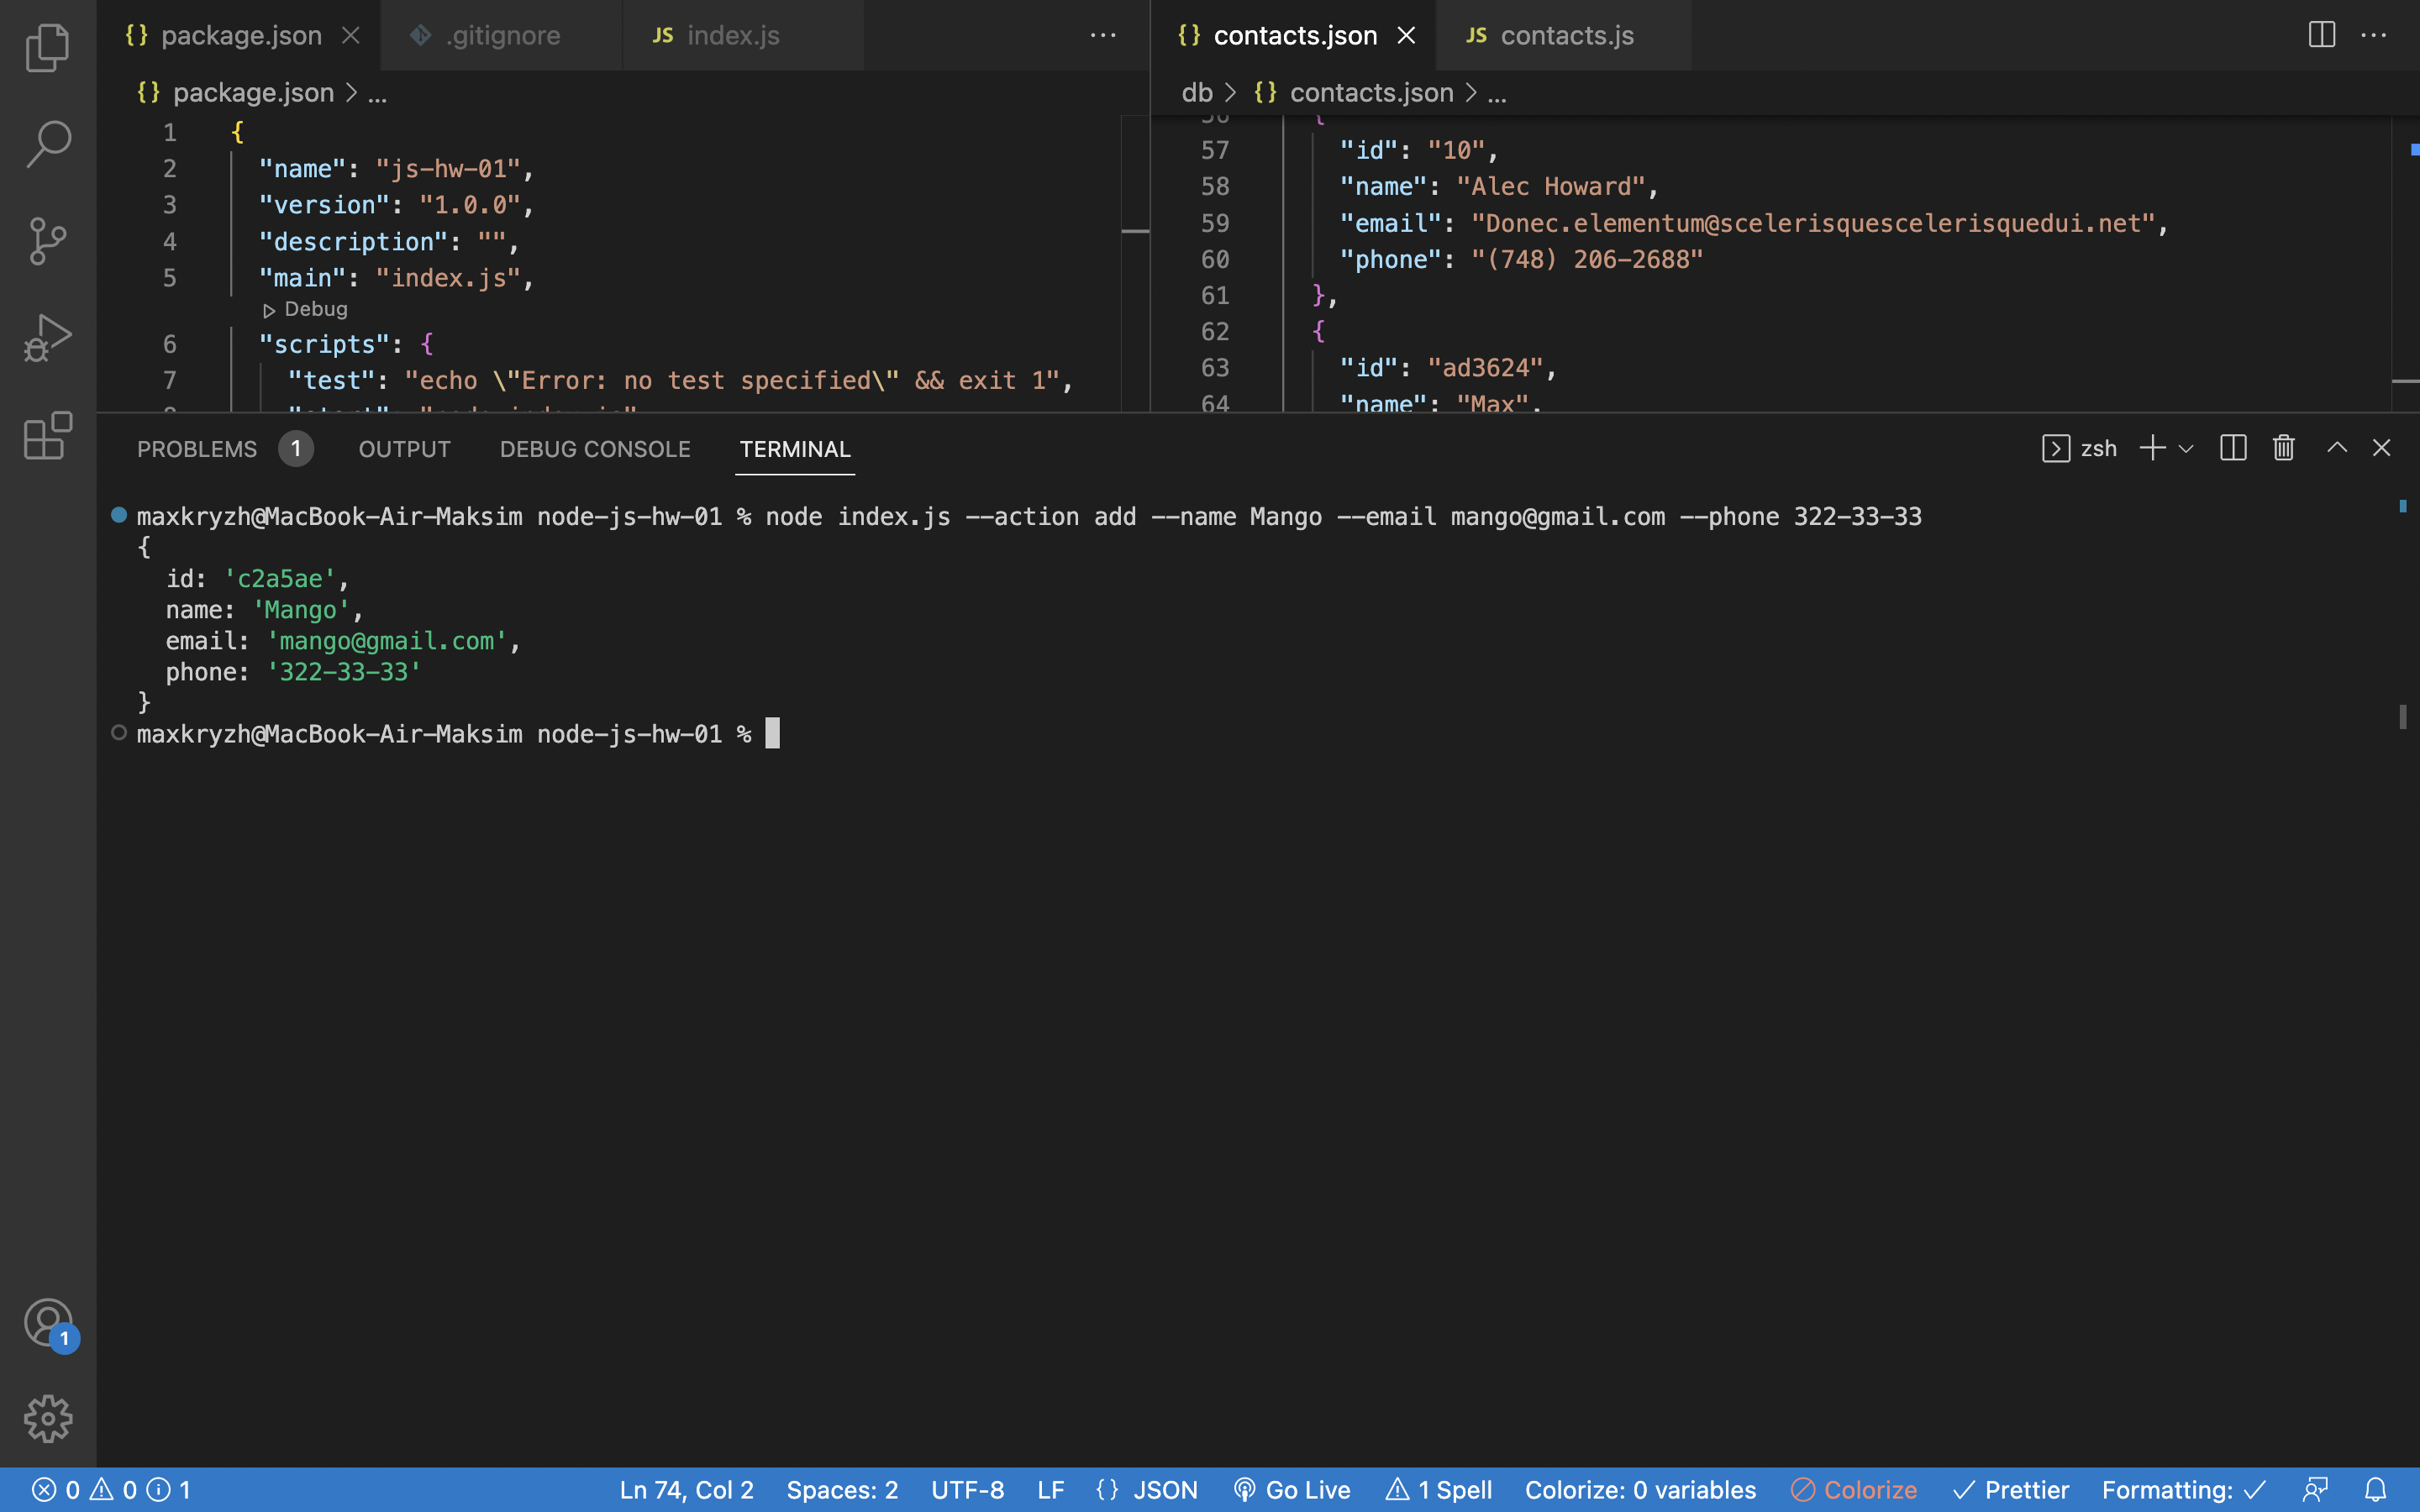 {} package.json
.gitignore
JS index.js
...
{} package.json > ...
1 {
2 "name": "js-hw-01",
3 "version": "1.0.0",
4 "description": "",
5 "main": "index.js",
Debug
6 "scripts": {
7 "test": "echo \"Error: no test specified\" && exit 1",
{} contacts.json
JS contacts.js
...
db > {} contacts.json > ...
56 {
57 "id": "10",
58 "name": "Alec Howard",
59 "email": "Donec.elementum@scelerisquescelerisquedui.net",
60 "phone": "(748) 206-2688"
61 },
62 {
63 "id": "ad3624",
64 "name": "Max",
PROBLEMS 1 OUTPUT DEBUG CONSOLE TERMINAL
zsh
maxkryzh@MacBook-Air-Maksim node-js-hw-01 % node index.js --action add --name Mango --email mango@gmail.com --phone 322-33-33
{
id: 'c2a5ae',
name: 'Mango',
email: 'mango@gmail.com',
phone: '322-33-33'
}
maxkryzh@MacBook-Air-Maksim node-js-hw-01 %
1
0 0 1 Ln 74, Col 2 Spaces: 2 UTF-8 LF {} JSON Go Live 1 Spell Colorize: 0 variables Colorize Prettier Formatting: